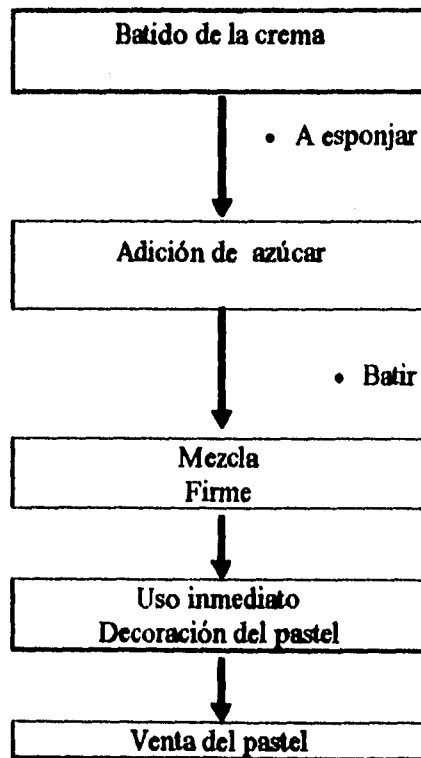 Batido de la crema
• A esponjar
Adición de azúcar
• Batir
Mezcla
Firme
Uso inmediato
Decoración del pastel
Venta del pastel